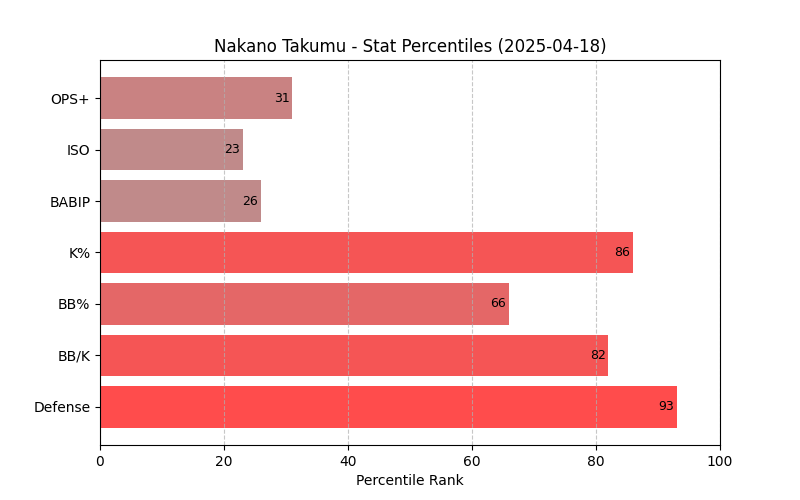 Nakano Takumu - Stat Percentiles (2025-04-18)
OPS+
31
ISO
23
BABIP
26
K%
86
BB%
66
BB/K
82
Defense
93
0 20 40 60 80 100
Percentile Rank